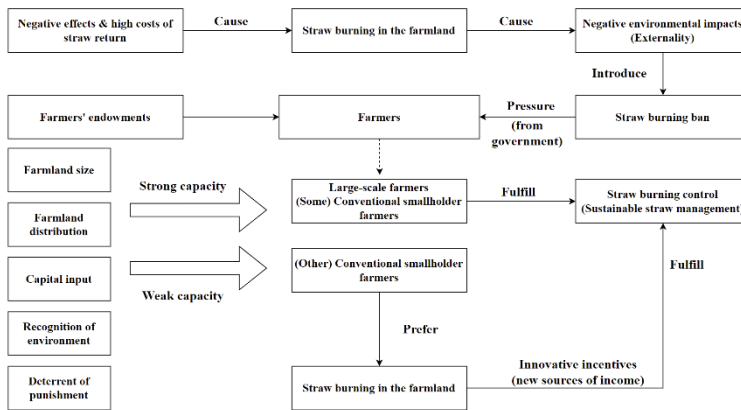 Negative effects & high costs of
straw return
Cause
Straw burning in the farmland
Cause
Negative environmental impacts
(Externality)
Introduce
Farmers' endowments
Farmers
Pressure
(from
government)
Straw burning ban
Farmland size
Farmland
distribution
Capital input
Recognition of
environment
Deterrent of
punishment
Strong capacity
Weak capacity
Large-scale farmers
(Some) Conventional smallholder
farmers
Fulfill
Straw burning control
(Sustainable straw management)
(Other) Conventional smallholder
farmers
Fulfill
Prefer
Straw burning in the farmland
Innovative incentives
(new sources of income)